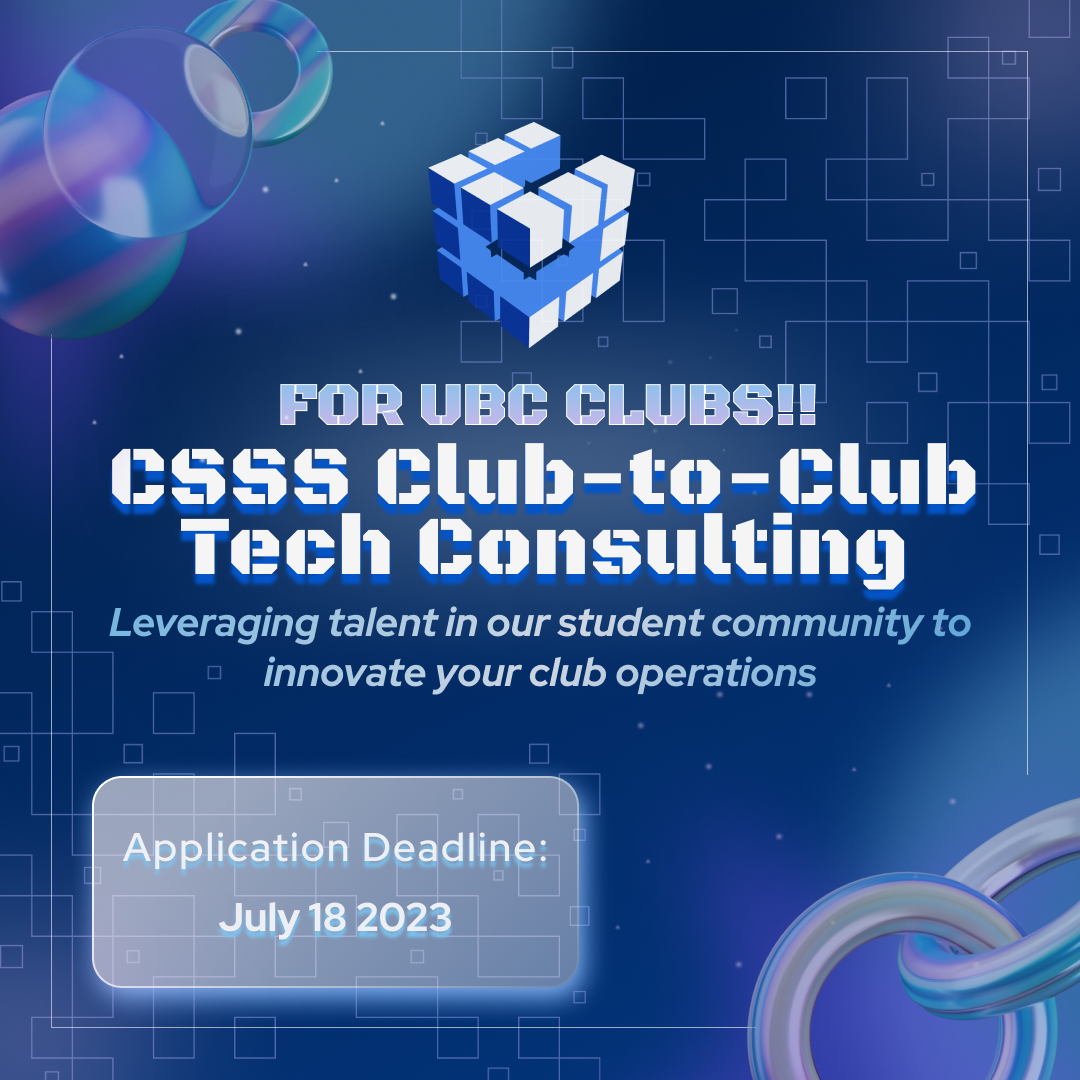 FOR UBC CLUBS!!
CSSS Club-to-Club
Tech Consulting
Leveraging talent in our student community to
innovate your club operations
Application Deadline:
July 18 2023